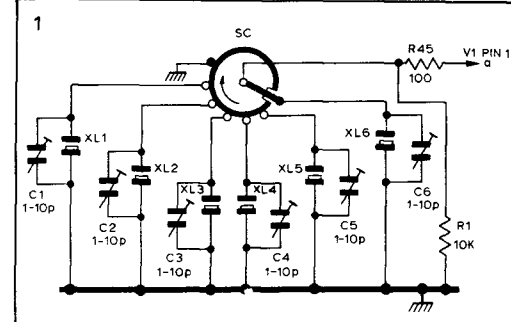 1
SC
R45
100
V1 PIN 1
a
XL1
XL2
XL3
XL4
XL5
XL6
C1
1-10p
C2
1-10p
C3
1-10p
C4
1-10p
C5
1-10p
C6
1-10p
R1
10K